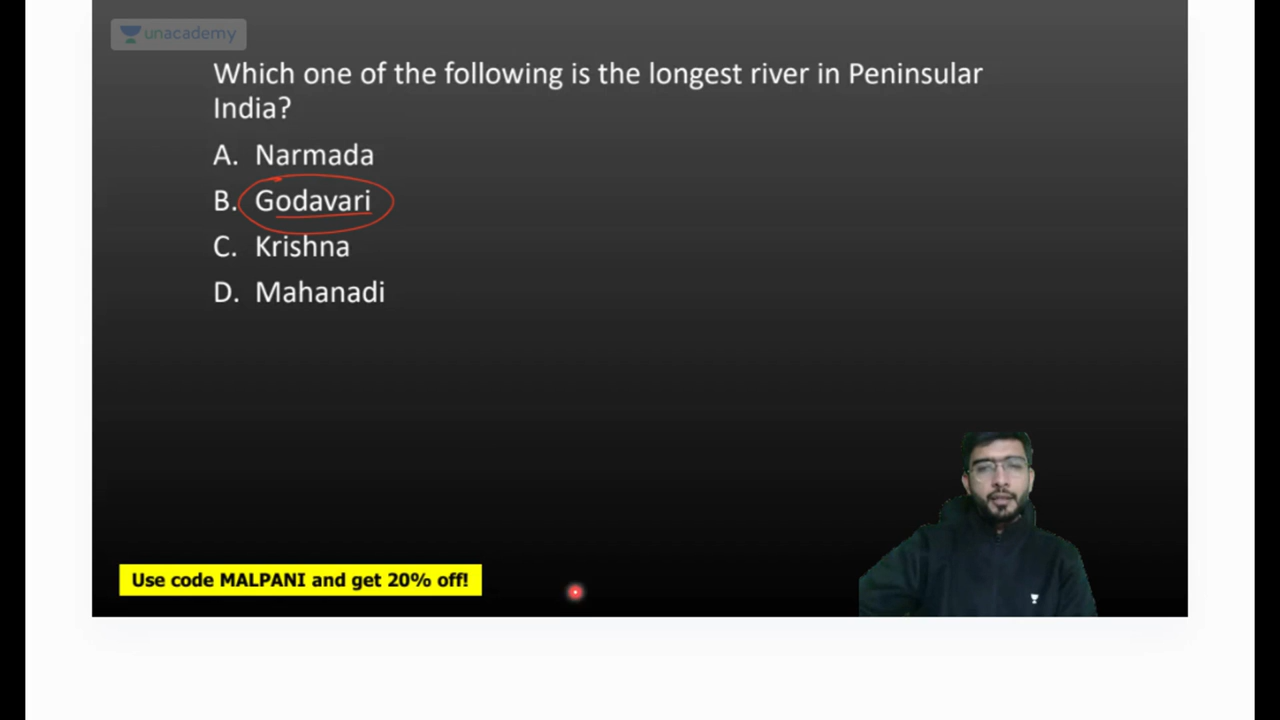 unacademy
Which one of the following is the longest river in Peninsular
India?
A. Narmada
B. Godavari
C. Krishna
D. Mahanadi
Use code MALPANI and get 20% off!